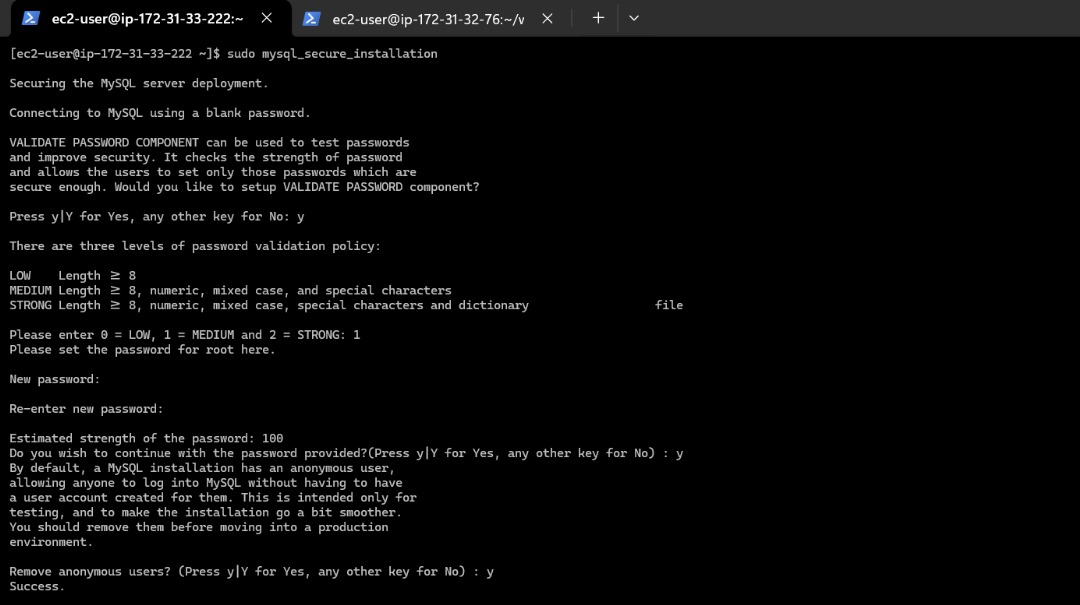 ec2-user@ip-172-31-33-222:~
ec2-user@ip-172-31-32-76:~/v
[ec2-user@ip-172-31-33-222 ~]$ sudo mysql_secure_installation
Securing the MySQL server deployment.
Connecting to MySQL using a blank password.
VALIDATE PASSWORD COMPONENT can be used to test passwords
and improve security. It checks the strength of password
and allows the users to set only those passwords which are
secure enough. Would you like to setup VALIDATE PASSWORD component?
Press y|Y for Yes, any other key for No: y
There are three levels of password validation policy:
LOW    Length ≥ 8
MEDIUM Length ≥ 8, numeric, mixed case, and special characters
STRONG Length ≥ 8, numeric, mixed case, special characters and dictionary                  file
Please enter 0 = LOW, 1 = MEDIUM and 2 = STRONG: 1
Please set the password for root here.
New password:
Re-enter new password:
Estimated strength of the password: 100
Do you wish to continue with the password provided?(Press y|Y for Yes, any other key for No) : y
By default, a MySQL installation has an anonymous user,
allowing anyone to log into MySQL without having to have
a user account created for them. This is intended only for
testing, and to make the installation go a bit smoother.
You should remove them before moving into a production
environment.
Remove anonymous users? (Press y|Y for Yes, any other key for No) : y
Success.